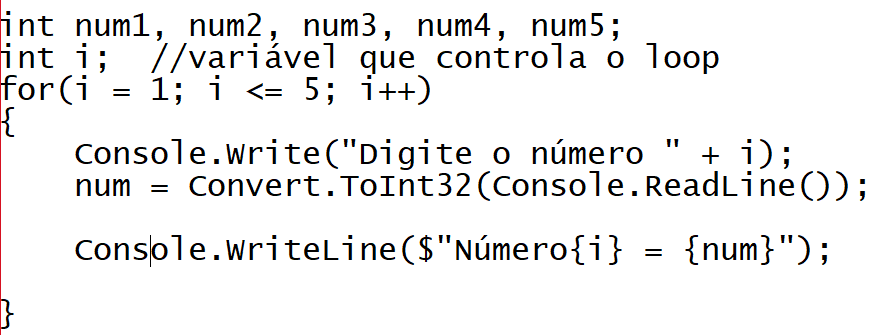 int num1, num2, num3, num4, num5;
int i;  //variável que controla o loop
for(i = 1; i <= 5; i++)
{
    Console.Write("Digite o número " + i);
    num = Convert.ToInt32(Console.ReadLine());
    Console.WriteLine($"Número{i} = {num}");
}